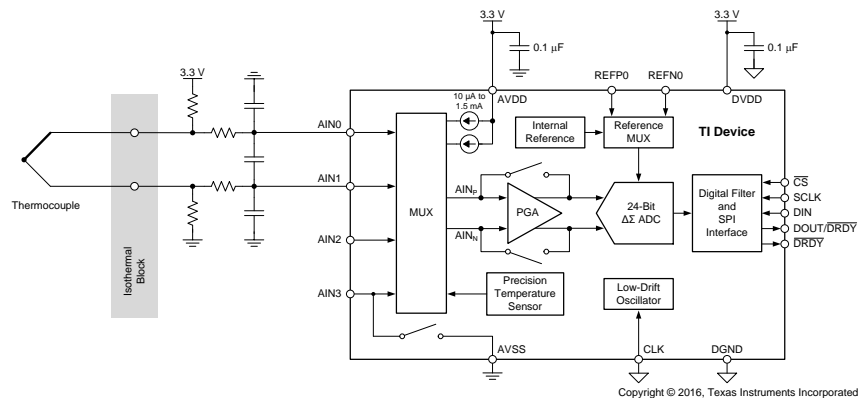 3.3 V
3.3 V
0.1 μF
0.1 μF
3.3 V
10 μA to
1.5 mA
AVDD
REFP0
REFN0
DVDD
TI Device
Internal
Reference
Reference
MUX
AIN0
AIN1
AIN2
AIN3
MUX
AINP
AINN
PGA
24-Bit
ΔΣ ADC
Digital Filter
and
SPI
Interface
CS
SCLK
DIN
DOUT/DRDY
DRDY
Thermocouple
Isothermal
Block
Precision
Temperature
Sensor
Low-Drift
Oscillator
AVSS
CLK
DGND
Copyright © 2016, Texas Instruments Incorporated